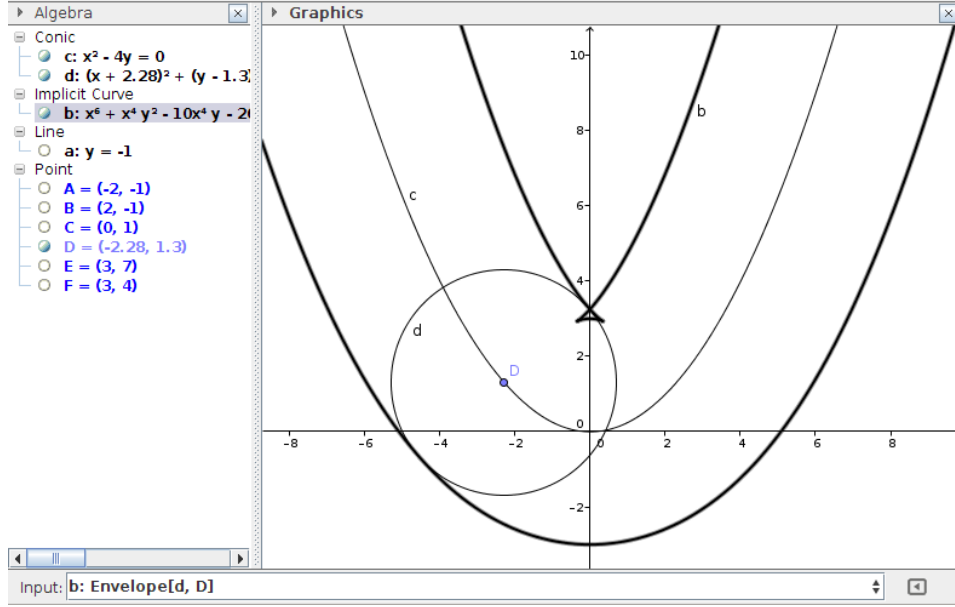 Algebra
Conic
c: x² - 4y = 0
d: (x + 2.28)² + (y - 1.3)
Implicit Curve
b: x⁶ + x⁴ y² - 10x⁴ y - 20
Line
a: y = -1
Point
A = (-2, -1)
B = (2, -1)
C = (0, 1)
D = (-2.28, 1.3)
E = (3, 7)
F = (3, 4)
Graphics
10
8
6
4
2
0
-2
-8 -6 -4 -2 0 2 4 6 8
b
c
d
D
Input: b: Envelope[d, D]